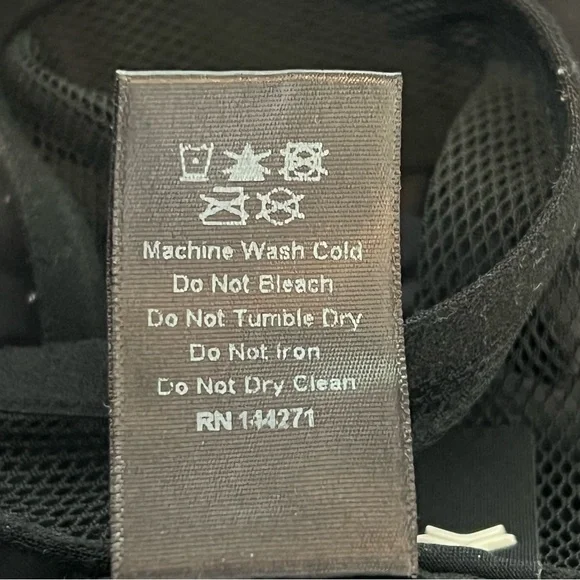 Machine Wash Cold
Do Not Bleach
Do Not Tumble Dry
Do Not Iron
Do Not Dry Clean
RN 144271